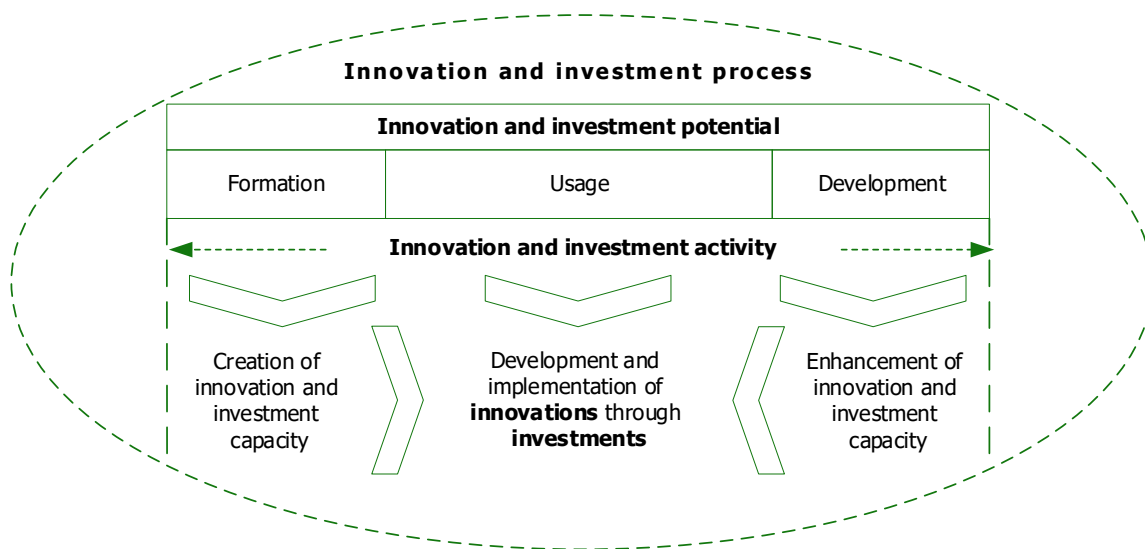 Innovation and investment process
Innovation and investment potential
Formation
Usage
Development
Innovation and investment activity
Creation of
innovation and
investment
capacity
Development and
implementation of
innovations through
investments
Enhancement of
innovation and
investment
capacity